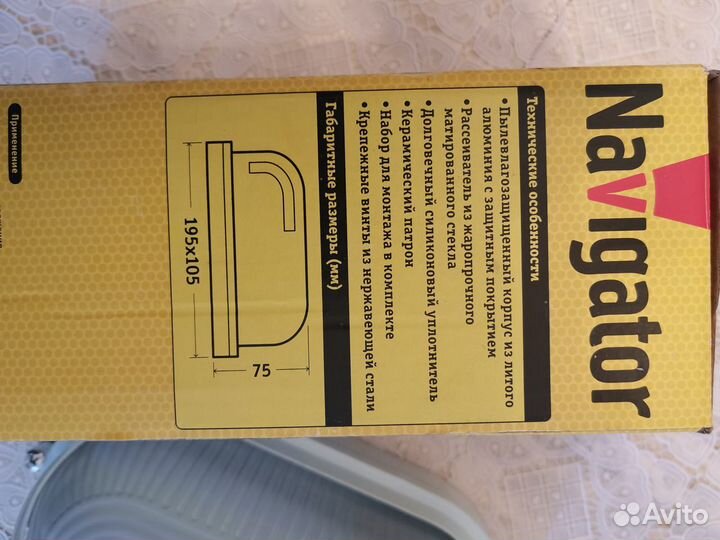 Navigator
Технические особенности
• Пылевлагозащищенный корпус из литого
алюминия с защитным покрытием
• Рассеиватель из жаропрочного
матированного стекла
• Долговечный силиконовый уплотнитель
• Керамический патрон
• Набор для монтажа в комплекте
• Крепежные винты из нержавеющей стали
Габаритные размеры (мм)
195х105
75
Применение
Avito